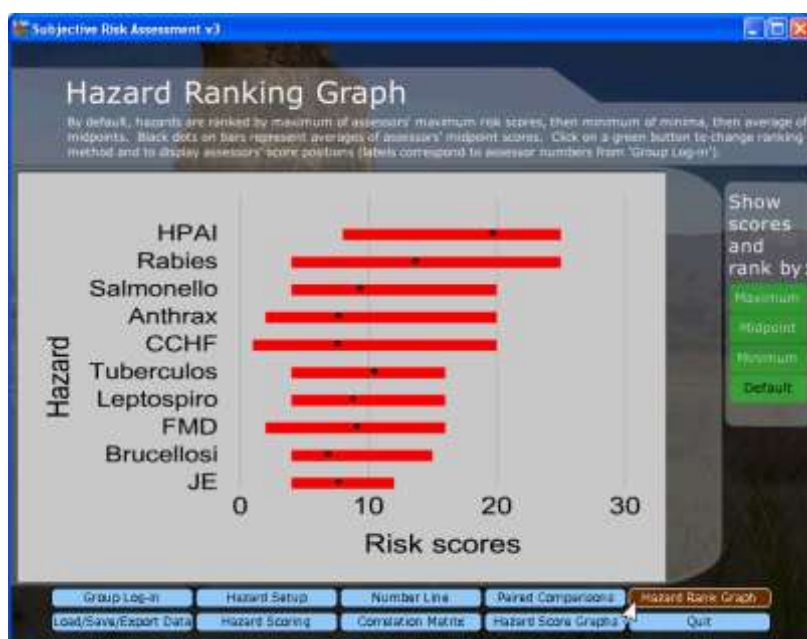 Subjective Risk Assessment v3
Hazard Ranking Graph
By default, hazards are ranked by maximum of assessors' maximum risk scores, then minimum of minima, then average of
midpoints. Black dots on bars represent averages of assessors' midpoint scores. Click on a green button to change ranking
method and to display assessors' score positions (labels correspond to assessor numbers from 'Group Log-in').
Show
scores
and
rank by:
Maximum
Midpoint
Minimum
Default
Hazard
HPAI
Rabies
Salmonello
Anthrax
CCHF
Tuberculos
Leptospiro
FMD
Brucellosi
JE
0 10 20 30
Risk scores
Group Log-in Hazard Setup Number Line Paired Comparisons Hazard Rank Graph
Load/Save/Export Data Hazard Scoring Correlation Matrix Hazard Score Graphs Quit